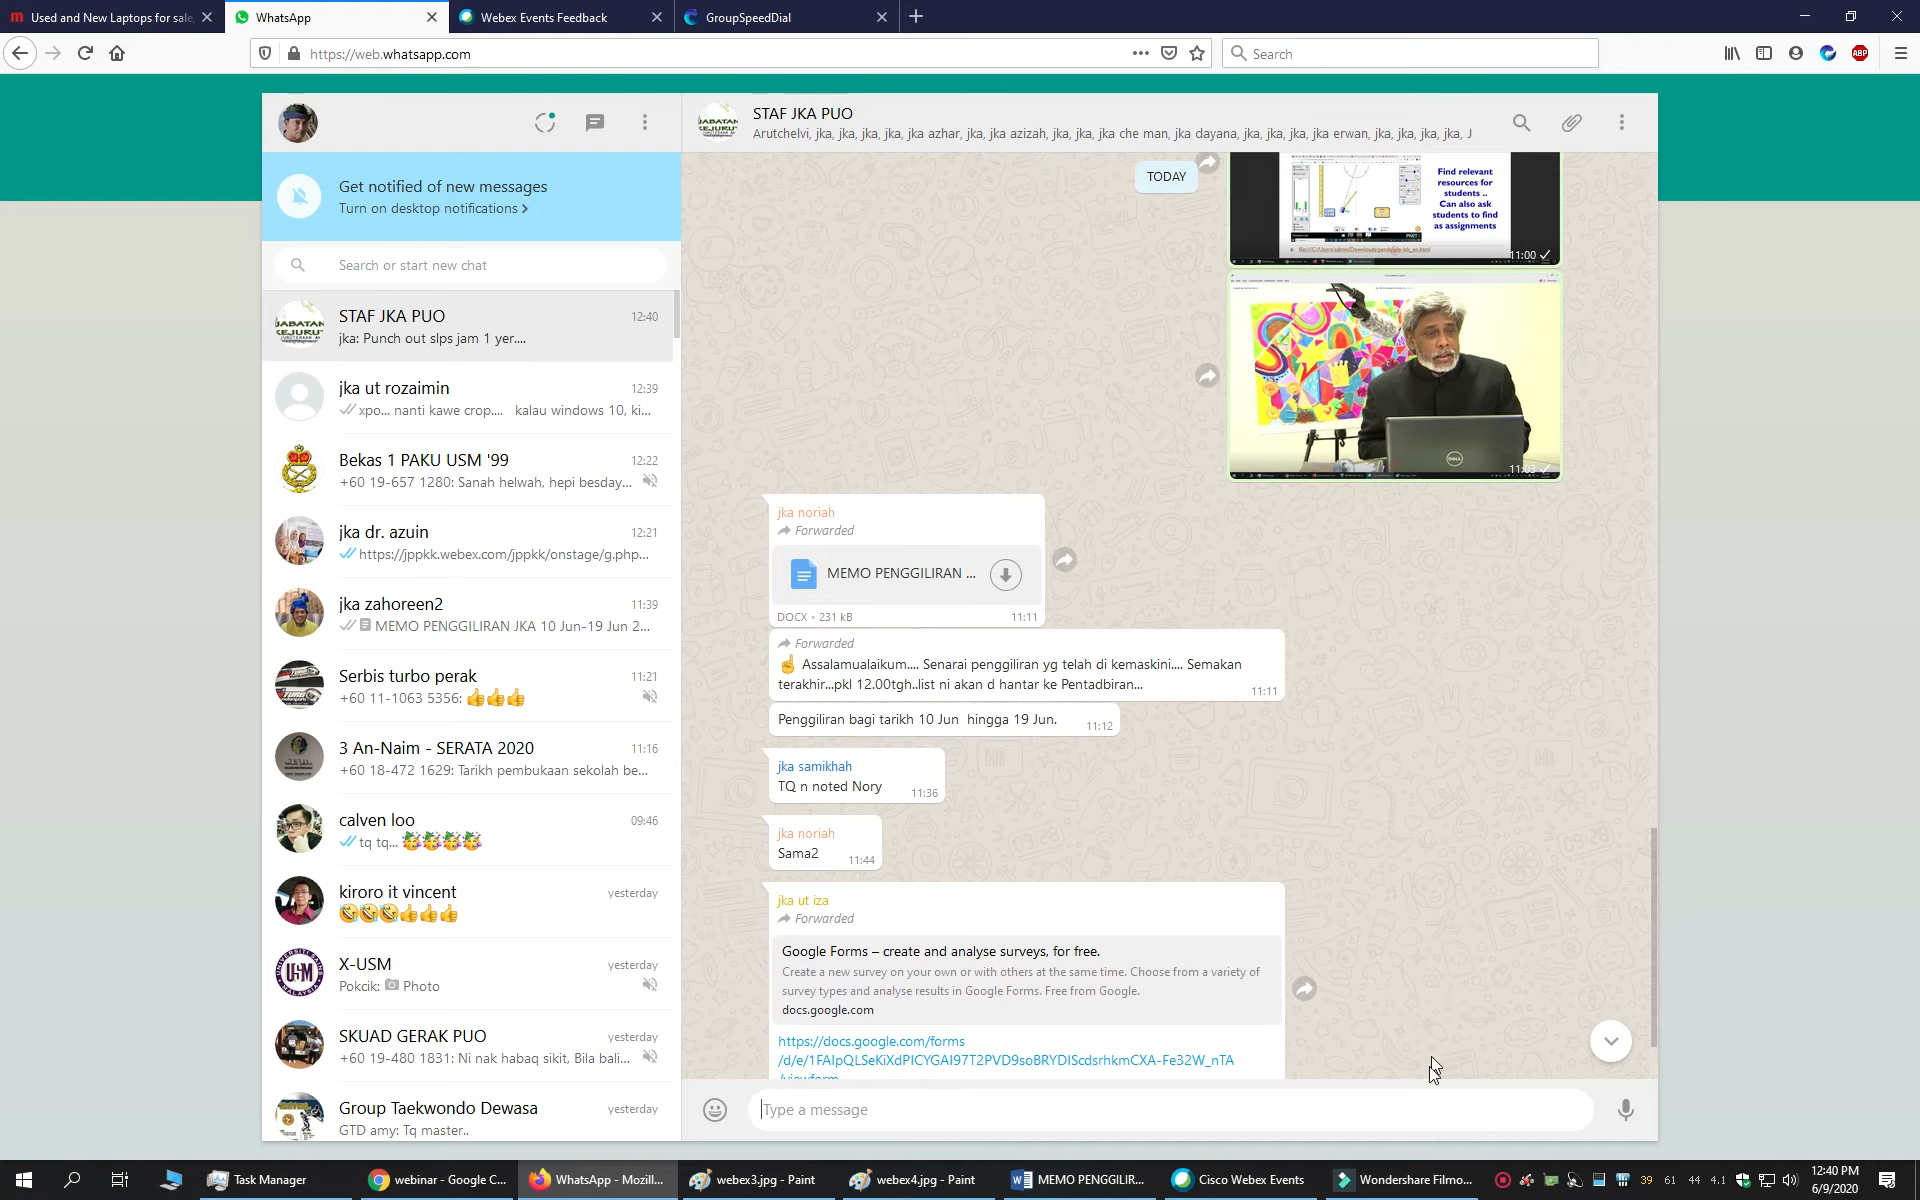 Used and New Laptops for sale
WhatsApp
Webex Events Feedback
GroupSpeedDial
https://web.whatsapp.com
Search
ABP
STAF JKA PUO
Arutchelvi, jka, jka, jka, jka, jka azhar, jka, jka azizah, jka, jka, jka che man, jka dayana, jka, jka, jka, jka erwan, jka, jka, jka, jka, J
Get notified of new messages
Turn on desktop notifications >
Search or start new chat
STAF JKA PUO 12:40
jka: Punch out slps jam 1 yer....
jka ut rozaimin 12:39
xpo... nanti kawe crop.... kalau windows 10, ki...
Bekas 1 PAKU USM '99 12:22
+60 19-657 1280: Sanah helwah, hepi besday...
jka dr. azuin 12:21
https://jppkk.webex.com/jppkk/onstage/g.php...
jka zahoreen2 11:39
MEMO PENGGILIRAN JKA 10 Jun-19 Jun 2...
Serbis turbo perak 11:21
+60 11-1063 5356: 👍👍👍
3 An-Naim - SERATA 2020 11:16
+60 18-472 1629: Tarikh pembukaan sekolah be...
calven loo 09:46
tq tq... 🥳🥳🥳🥳
kiroro it vincent yesterday
🤣🤣🤣👍👍👍
X-USM yesterday
Pokcik: Photo
SKUAD GERAK PUO yesterday
+60 19-480 1831: Ni nak habaq sikit, Bila bali...
Group Taekwondo Dewasa yesterday
GTD amy: Tq master..
TODAY
Find relevant
resources for
students ..
Can also ask
students to find
as assignments
11:00
DELL
11:03
jka noriah
Forwarded
MEMO PENGGILIRAN ...
DOCX • 231 kB 11:11
Forwarded
☝ Assalamualaikum.... Senarai penggiliran yg telah di kemaskini.... Semakan
terakhir...pkl 12.00tgh..list ni akan d hantar ke Pentadbiran...
11:11
Penggiliran bagi tarikh 10 Jun hingga 19 Jun. 11:12
jka samikhah
TQ n noted Nory 11:36
jka noriah
Sama2 11:44
jka ut iza
Forwarded
Google Forms – create and analyse surveys, for free.
Create a new survey on your own or with others at the same time. Choose from a variety of
survey types and analyse results in Google Forms. Free from Google.
docs.google.com
https://docs.google.com/forms
/d/e/1FAIpQLSeKiXdPICYGAI97T2PVD9soBRYDIScdsrhkmCXA-Fe32W_nTA
/viewform
Type a message
Task Manager
webinar - Google C...
WhatsApp - Mozill...
webex3.jpg - Paint
webex4.jpg - Paint
MEMO PENGGILIR...
Cisco Webex Events
Wondershare Filmo...
39 61 44 4.1
12:40 PM
6/9/2020